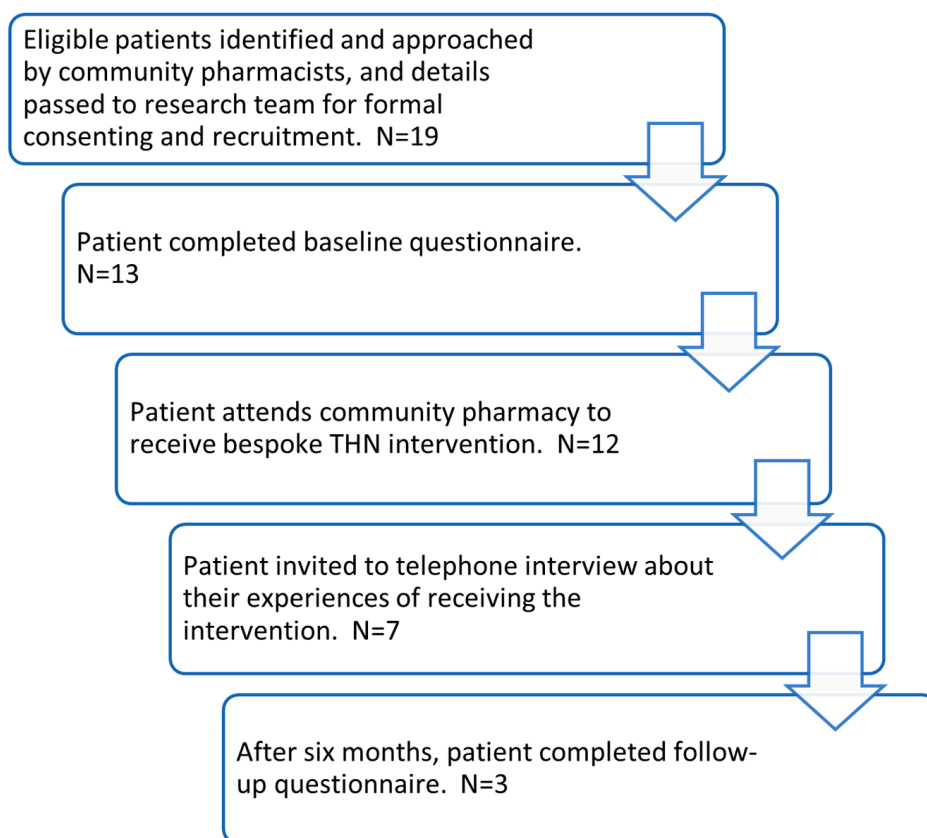 Eligible patients identified and approached
by community pharmacists, and details
passed to research team for formal
consenting and recruitment.  N=19
Patient completed baseline questionnaire.
N=13
Patient attends community pharmacy to
receive bespoke THN intervention.  N=12
Patient invited to telephone interview about
their experiences of receiving the
intervention.  N=7
After six months, patient completed follow-
up questionnaire.  N=3